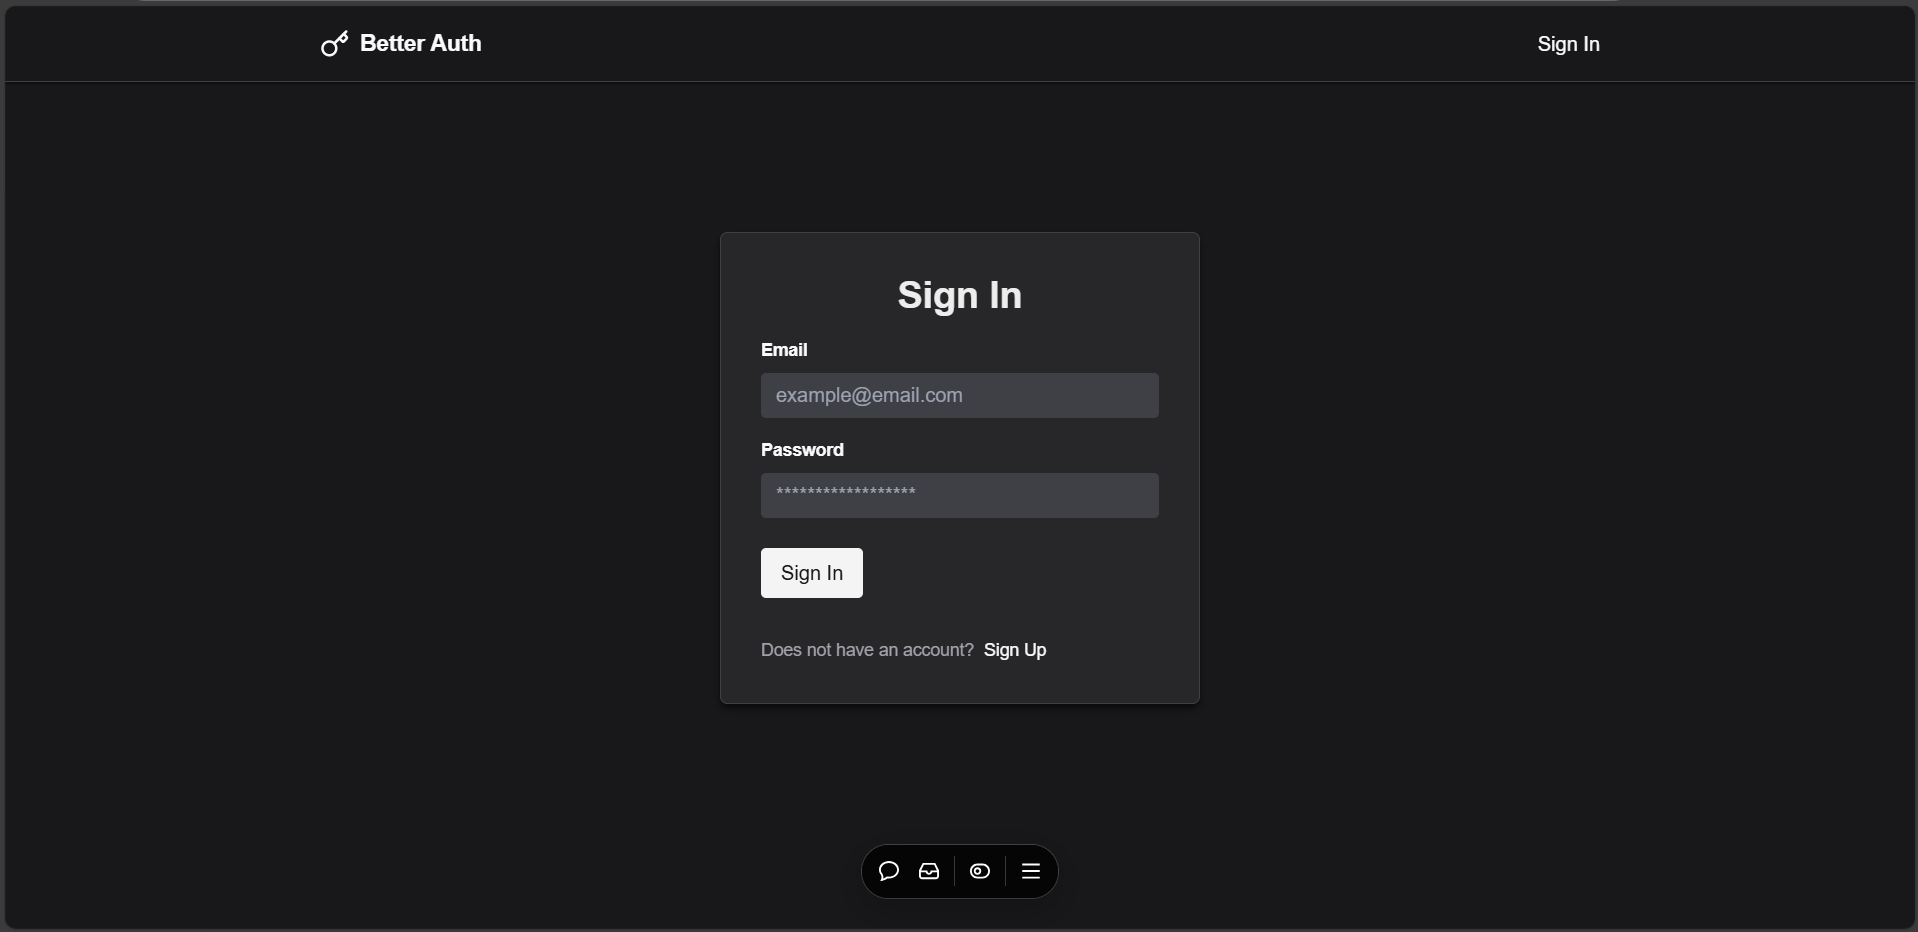 Better Auth
Sign In
Sign In
Email
example@email.com
Password
******************
Sign In
Does not have an account? Sign Up